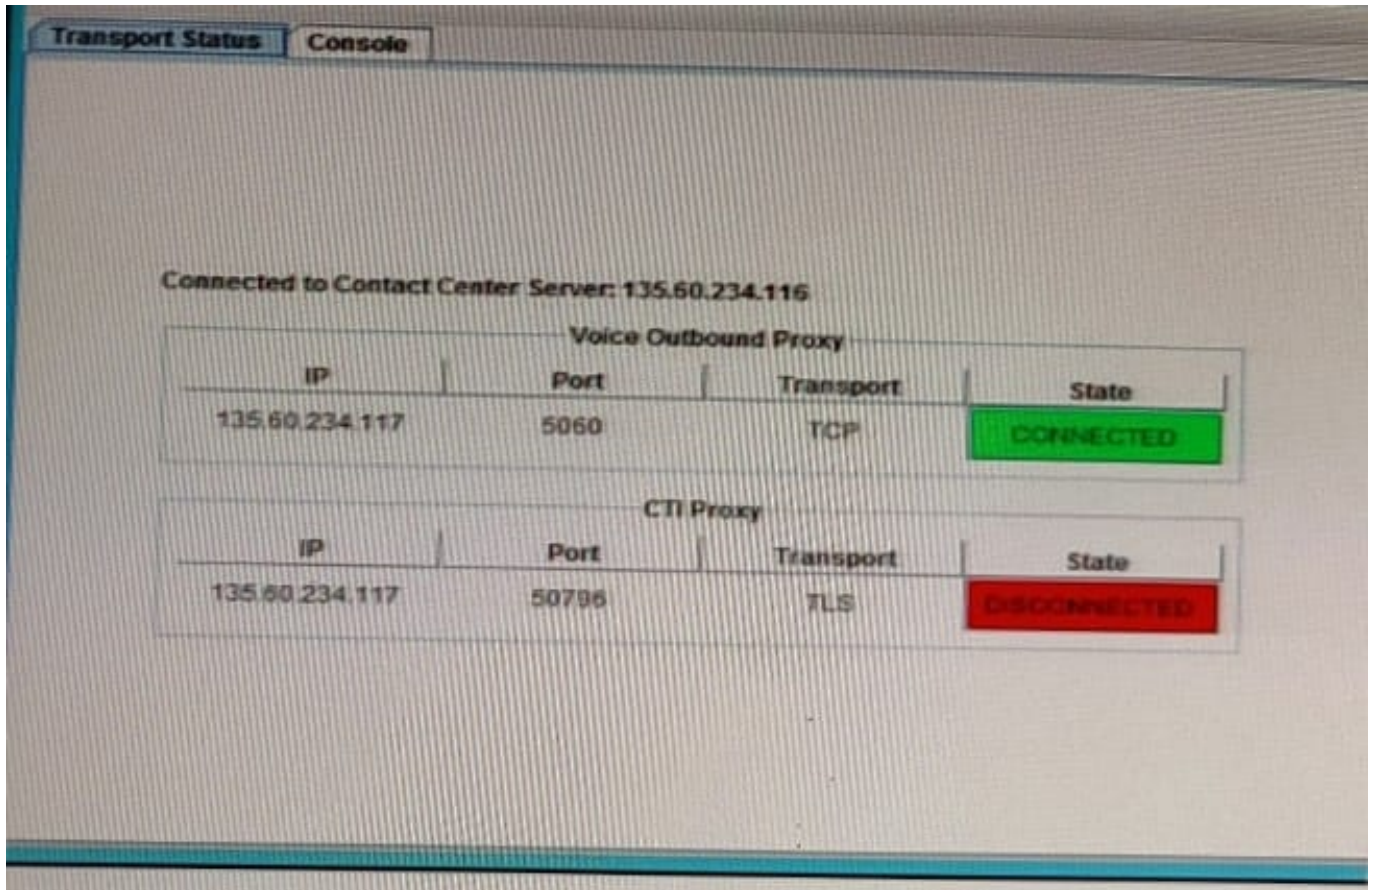 Transport Status Console
Connected to Contact Center Server: 135.60.234.116
Voice Outbound Proxy
IP Port Transport State
135.60.234.117 5060 TCP CONNECTED
CTI Proxy
IP Port Transport State
135.60.234.117 50796 TLS DISCONNECTED